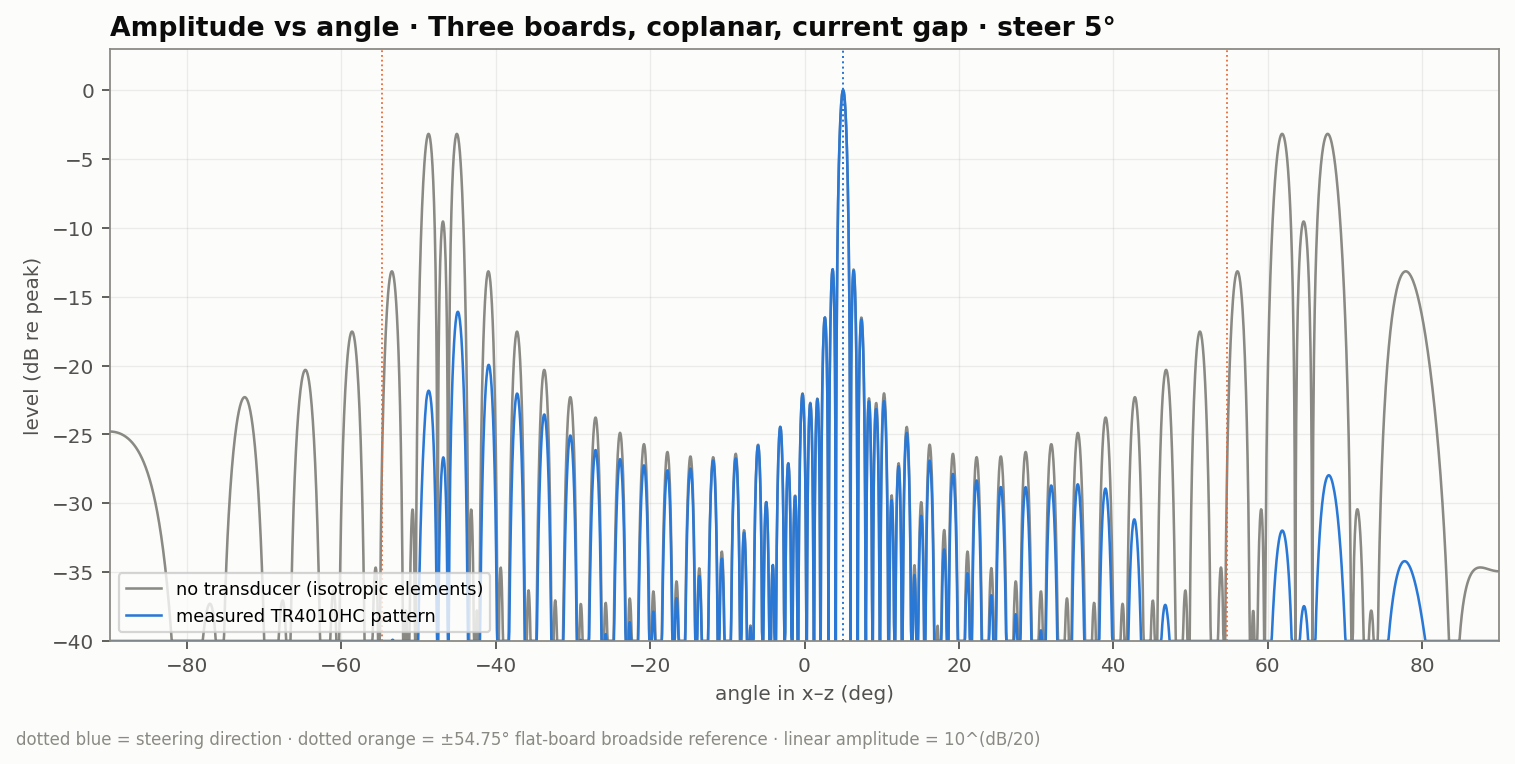 Amplitude vs angle · Three boards, coplanar, current gap · steer 5°
level (dB re peak)
0
−5
−10
−15
−20
−25
−30
−35
−40
no transducer (isotropic elements)
measured TR4010HC pattern
−80 −60 −40 −20 0 20 40 60 80
angle in x–z (deg)
dotted blue = steering direction · dotted orange = ±54.75° flat-board broadside reference · linear amplitude = 10^(dB/20)